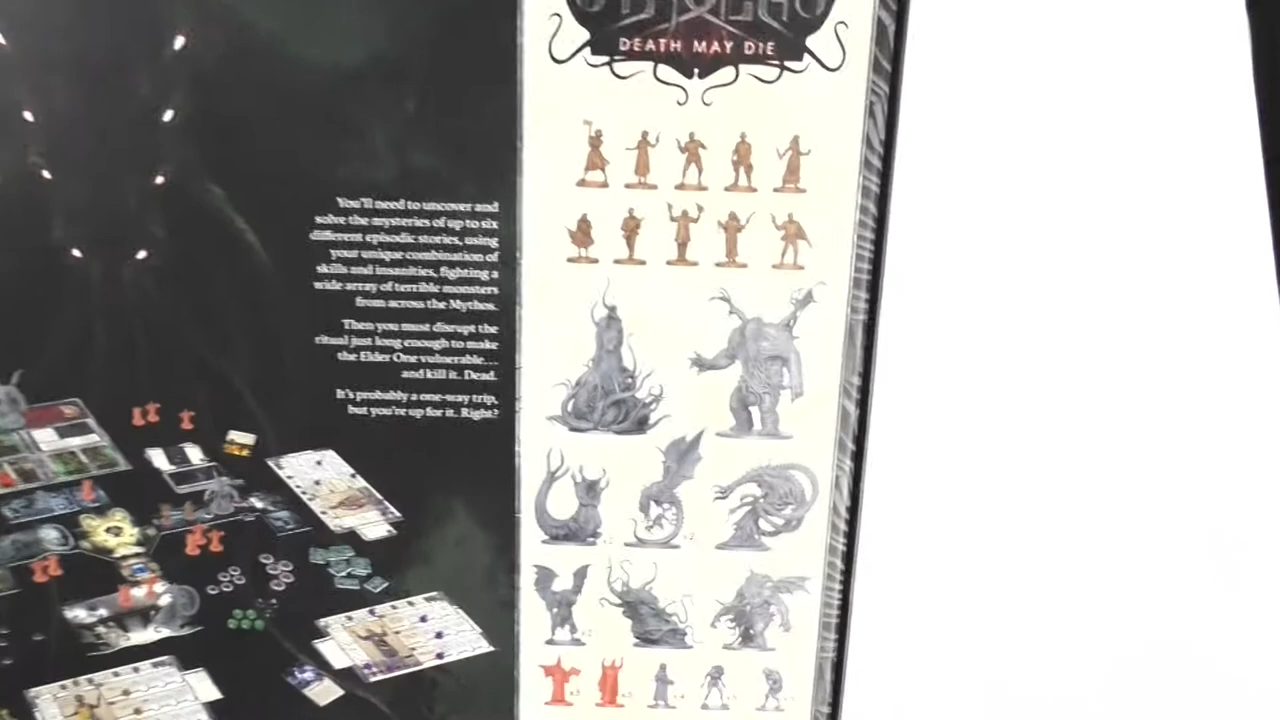 DEATH MAY DIE
You'll need to uncover and
solve the mysteries of up to six
different episodic stories, using
your unique combination of
skills and insanities, fighting a
wide array of terrible monsters
from across the Mythos.
Then you must disrupt the
ritual just long enough to make
the Elder One vulnerable...
and kill it. Dead.
It's probably a one-way trip,
but you're up for it. Right?